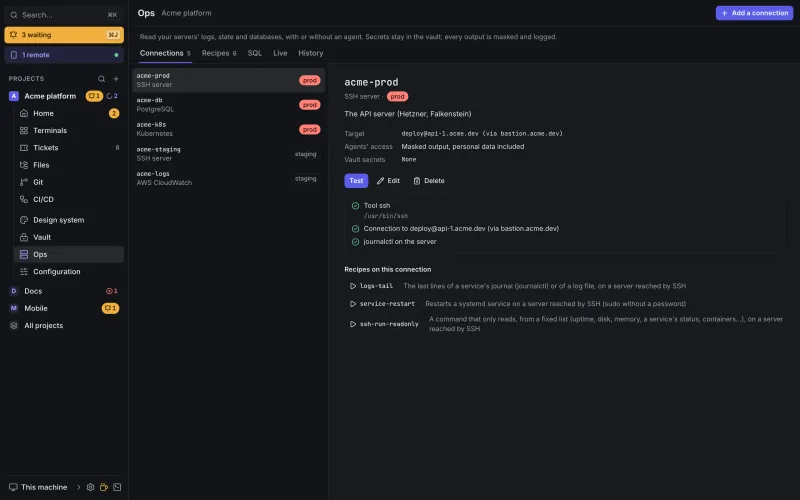 Search... ⌘K
3 waiting ⌘J
1 remote
PROJECTS
A Acme platform 1 2
Home 2
Terminals
Tickets 8
Files
Git
CI/CD
Design system
Vault
Ops
Configuration
D Docs 1
M Mobile 1
All projects
This machine
Ops Acme platform
+ Add a connection
Read your servers' logs, state and databases, with or without an agent. Secrets stay in the vault; every output is masked and logged.
Connections 5 Recipes 6 SQL Live History
acme-prod
SSH server
prod
acme-db
PostgreSQL
prod
acme-k8s
Kubernetes
prod
acme-staging
SSH server
staging
acme-logs
AWS CloudWatch
staging
acme-prod
SSH server · prod
The API server (Hetzner, Falkenstein)
Target deploy@api-1.acme.dev (via bastion.acme.dev)
Agents' access Masked output, personal data included
Vault secrets None
Test Edit Delete
Tool ssh
/usr/bin/ssh
Connection to deploy@api-1.acme.dev (via bastion.acme.dev)
journalctl on the server
Recipes on this connection
logs-tail The last lines of a service's journal (journalctl) or of a log file, on a server reached by SSH
service-restart Restarts a systemd service on a server reached by SSH (sudo without a password)
ssh-run-readonly A command that only reads, from a fixed list (uptime, disk, memory, a service's status, containers…), on a server
reached by SSH